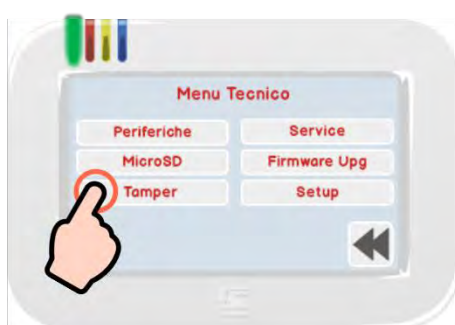 Menu Tecnico
Periferiche Service
MicroSD Firmware Upg
Tamper Setup